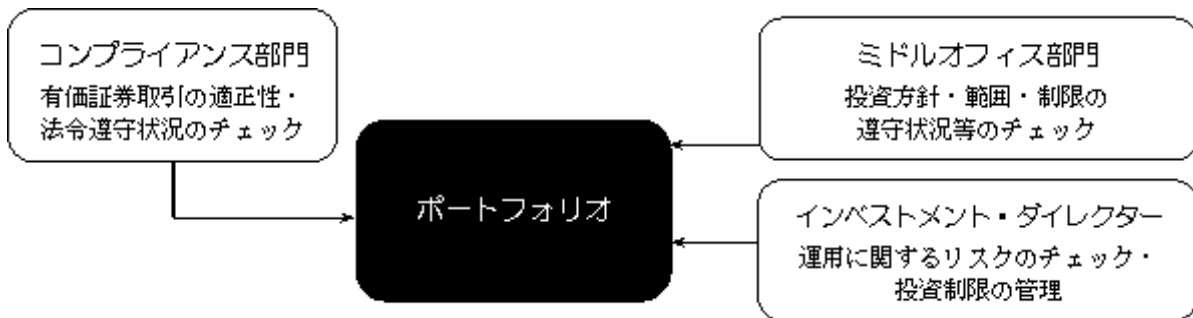 コンプライアンス部門
有価証券取引の適正性・
法令遵守状況のチェック
ミドルオフィス部門
投資方針・範囲・制限の
遵守状況等のチェック
ポートフォリオ
インベストメント・ダイレクター
運用に関するリスクのチェック・
投資制限の管理